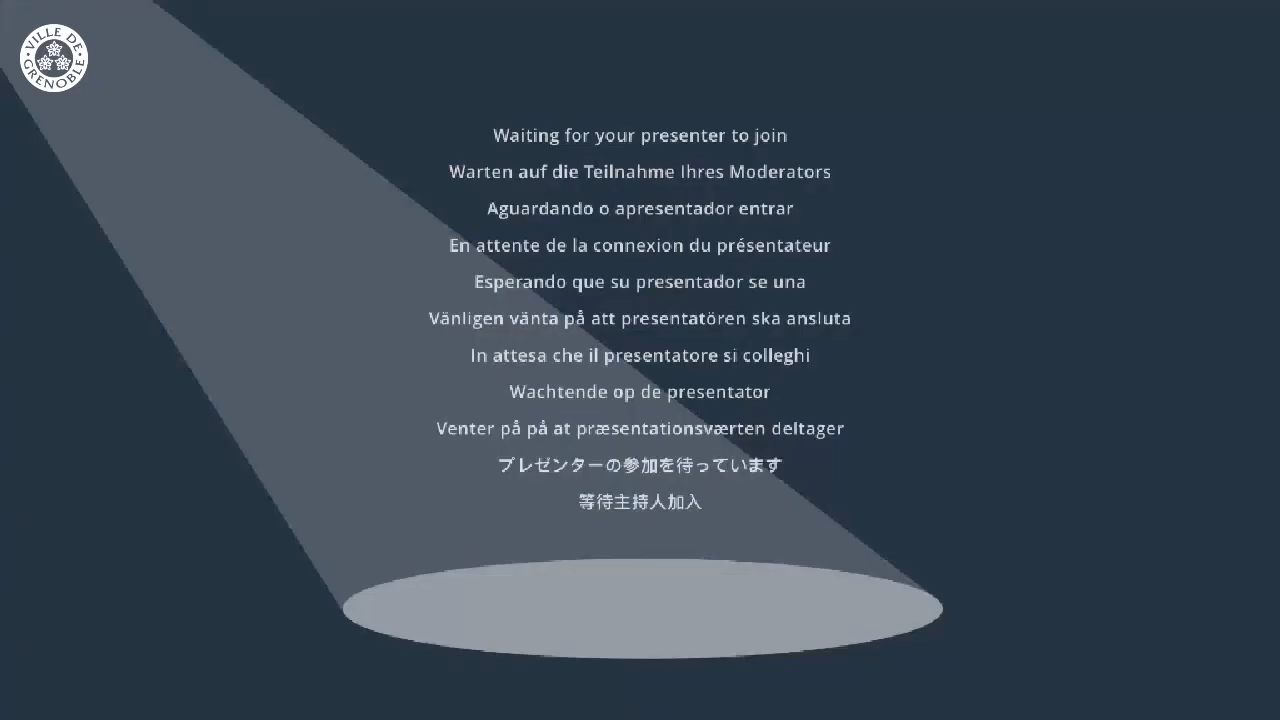 VILLE DE GRENOBLE
Waiting for your presenter to join
Warten auf die Teilnahme Ihres Moderators
Aguardando o apresentador entrar
En attente de la connexion du présentateur
Esperando que su presentador se una
Vänligen vänta på att presentatören ska ansluta
In attesa che il presentatore si colleghi
Wachtende op de presentator
Venter på på at præsentationsværten deltager
プレゼンターの参加を待っています
等待主持人加入